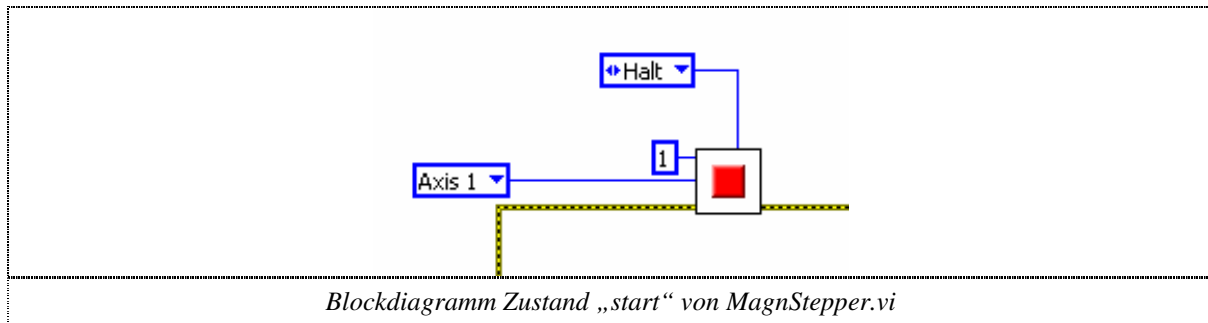 Halt
1
Axis 1
Blockdiagramm Zustand „start“ von MagnStepper.vi